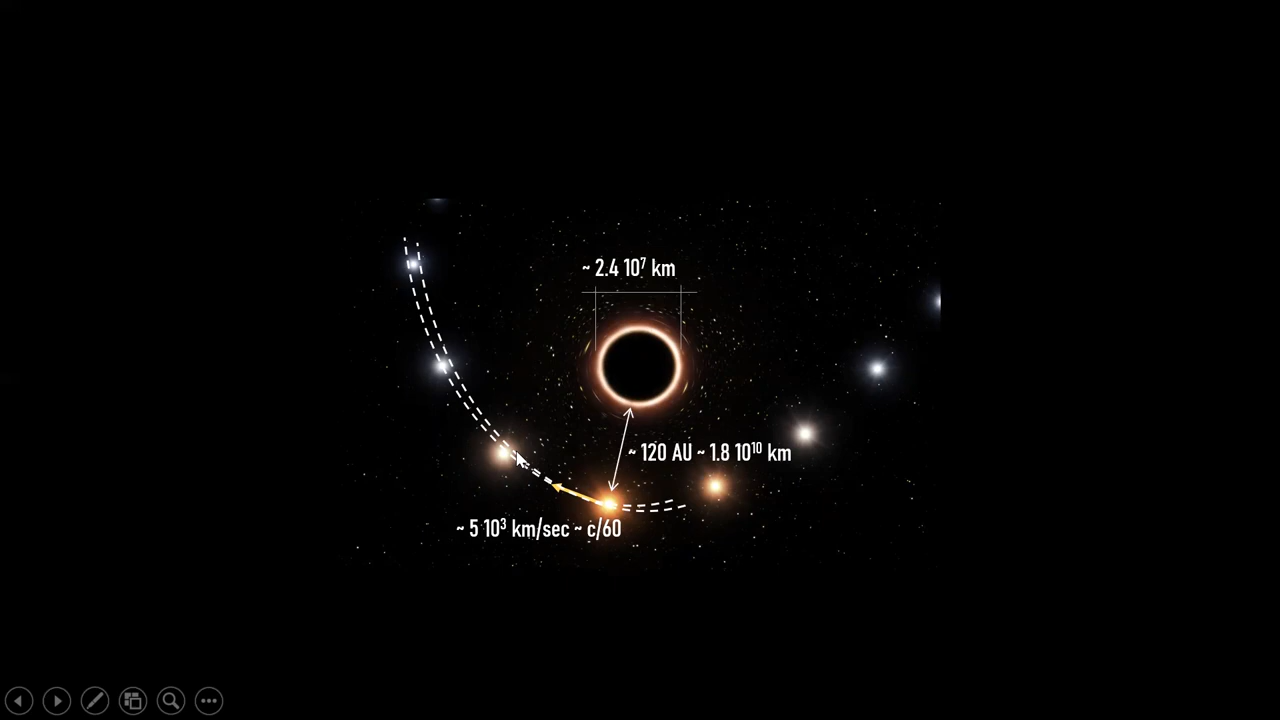 ~ 2.4 10⁷ km
~ 120 AU ~ 1.8 10¹⁰ km
~ 5 10³ km/sec ~ c/60